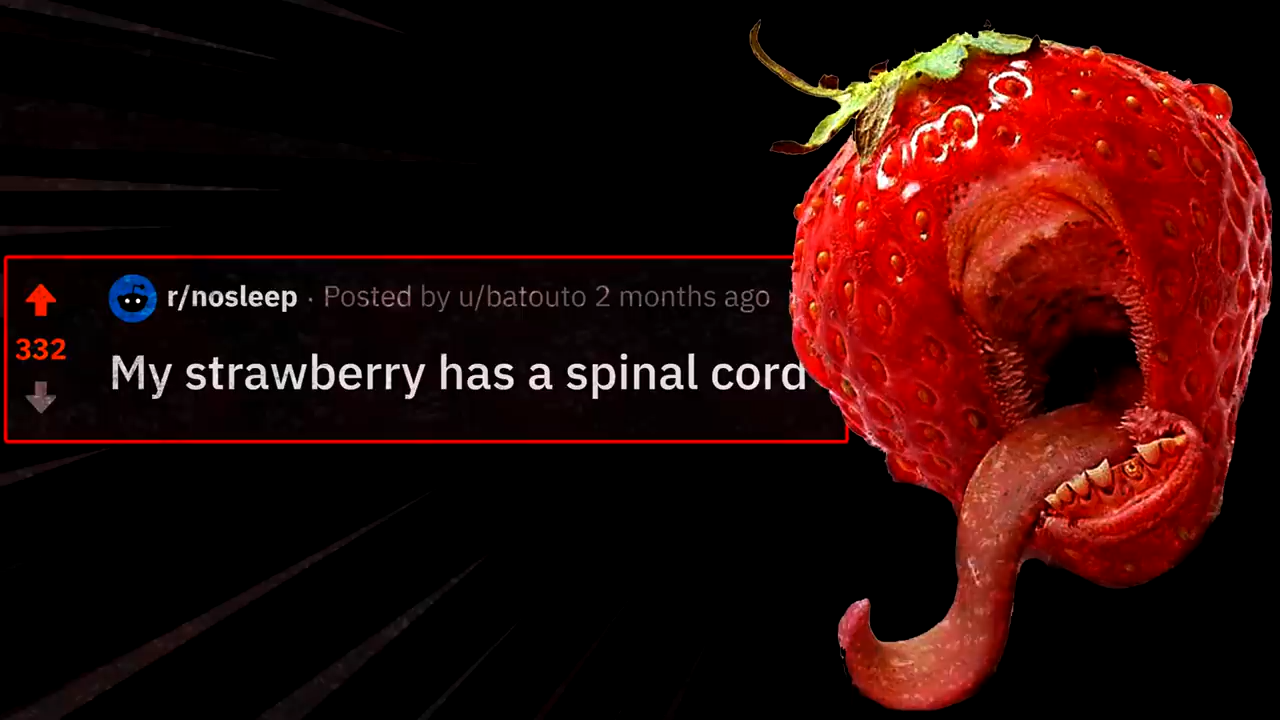 r/nosleep · Posted by u/batouto 2 months ago
332
My strawberry has a spinal cord